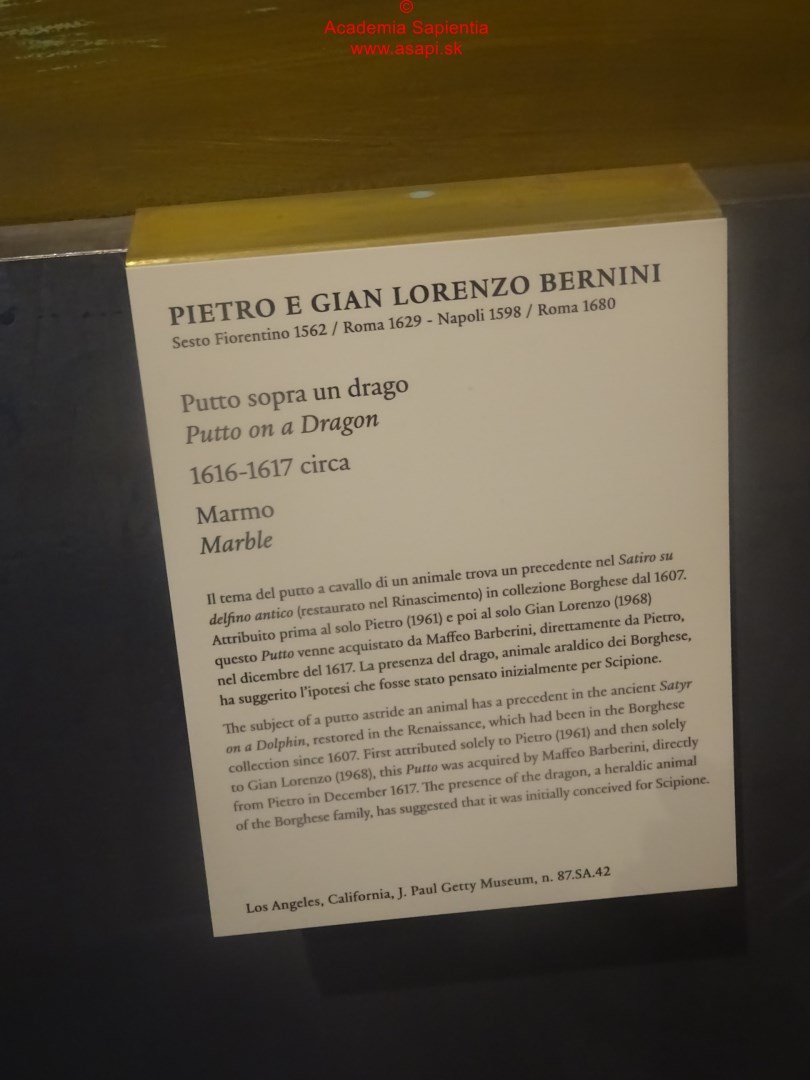 ©
Academia Sapientia
www.asapi.sk
PIETRO E GIAN LORENZO BERNINI
Sesto Fiorentino 1562 / Roma 1629 - Napoli 1598 / Roma 1680
Putto sopra un drago
Putto on a Dragon
1616-1617 circa
Marmo
Marble
Il tema del putto a cavallo di un animale trova un precedente nel Satiro su
delfino antico (restaurato nel Rinascimento) in collezione Borghese dal 1607.
Attribuito prima al solo Pietro (1961) e poi al solo Gian Lorenzo (1968)
questo Putto venne acquistato da Maffeo Barberini, direttamente da Pietro,
nel dicembre del 1617. La presenza del drago, animale araldico dei Borghese,
ha suggerito l'ipotesi che fosse stato pensato inizialmente per Scipione.
The subject of a putto astride an animal has a precedent in the ancient Satyr
on a Dolphin, restored in the Renaissance, which had been in the Borghese
collection since 1607. First attributed solely to Pietro (1961) and then solely
to Gian Lorenzo (1968), this Putto was acquired by Maffeo Barberini, directly
from Pietro in December 1617. The presence of the dragon, a heraldic animal
of the Borghese family, has suggested that it was initially conceived for Scipione.
Los Angeles, California, J. Paul Getty Museum, n. 87.SA.42